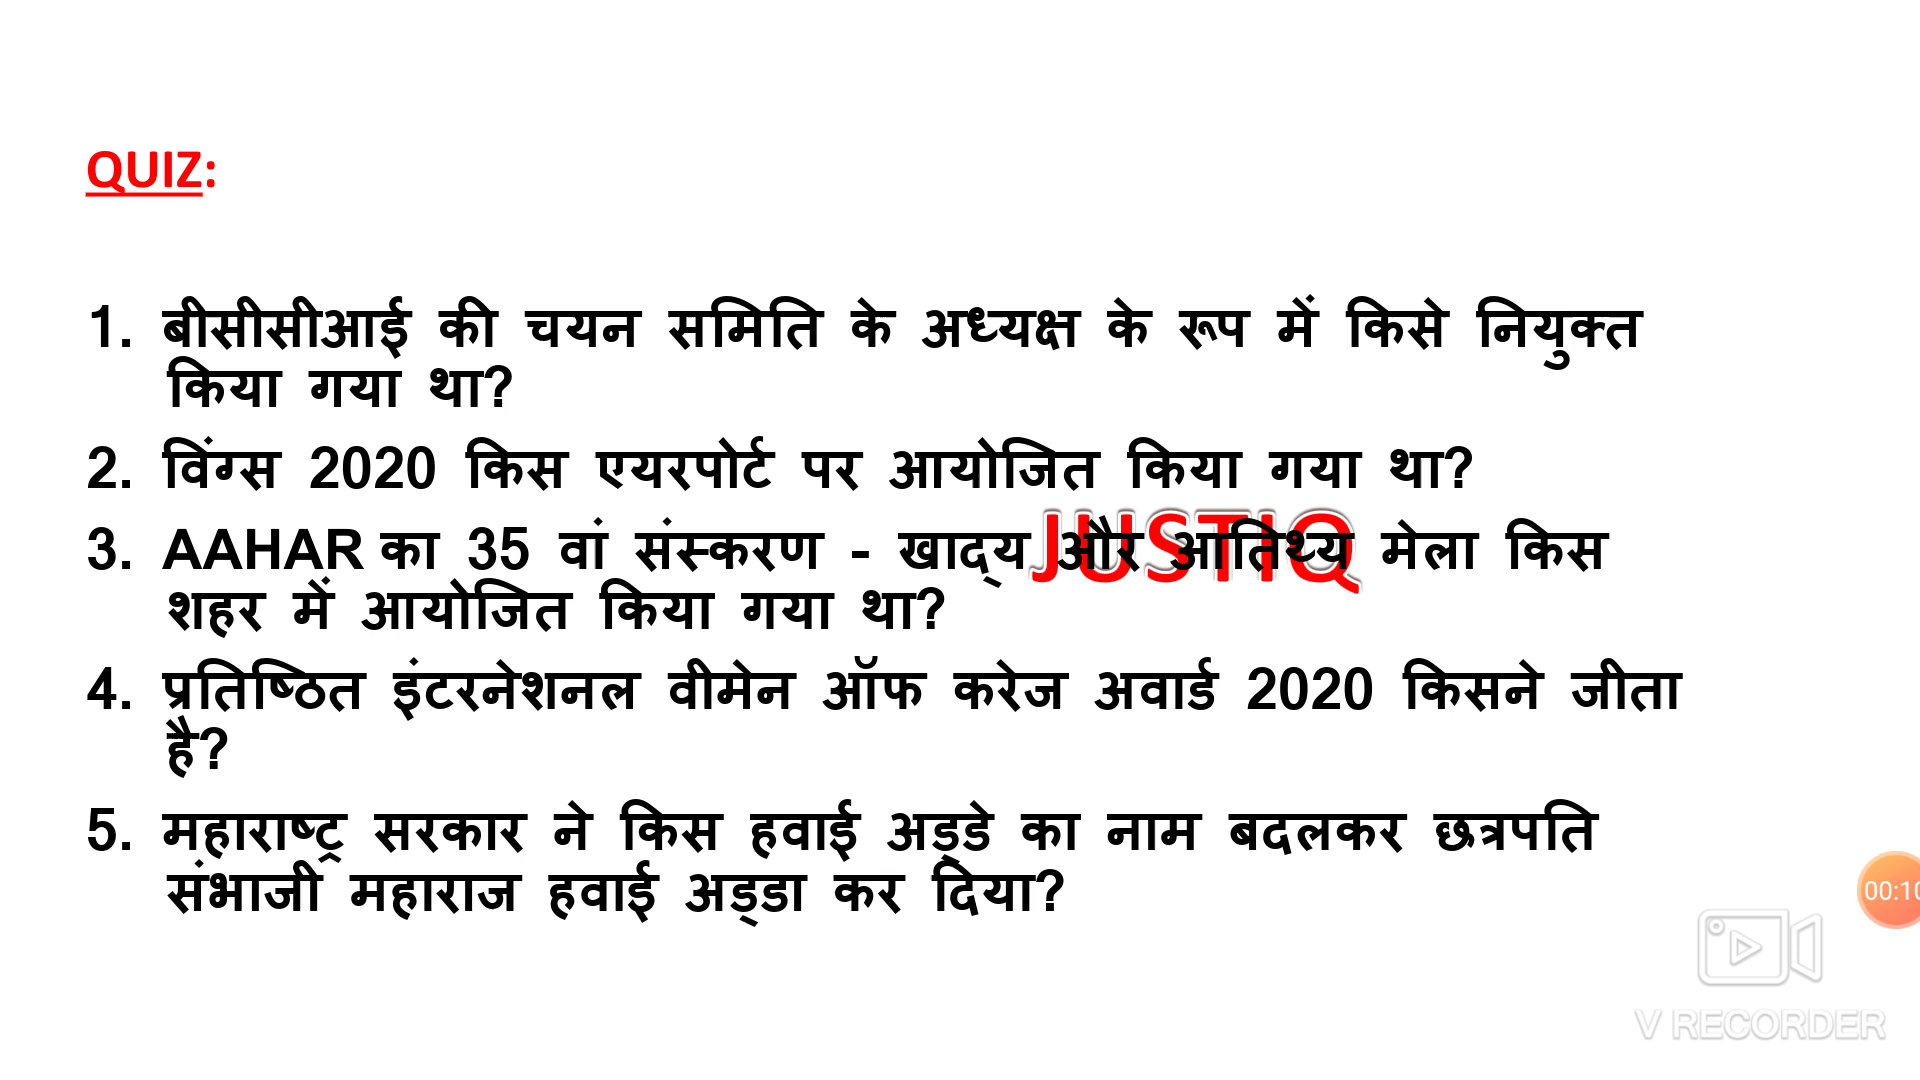 QUIZ:
1. बीसीसीआई की चयन समिति के अध्यक्ष के रूप में किसे नियुक्त
किया गया था?
2. विंग्स 2020 किस एयरपोर्ट पर आयोजित किया गया था?
3. AAHAR का 35 वां संस्करण - खाद्य और आतिथ्य मेला किस
JUSTIQ
शहर में आयोजित किया गया था?
4. प्रतिष्ठित इंटरनेशनल वीमेन ऑफ करेज अवार्ड 2020 किसने जीता
है?
5. महाराष्ट्र सरकार ने किस हवाई अड्डे का नाम बदलकर छत्रपति
संभाजी महाराज हवाई अड्डा कर दिया?
00:10
V RECORDER